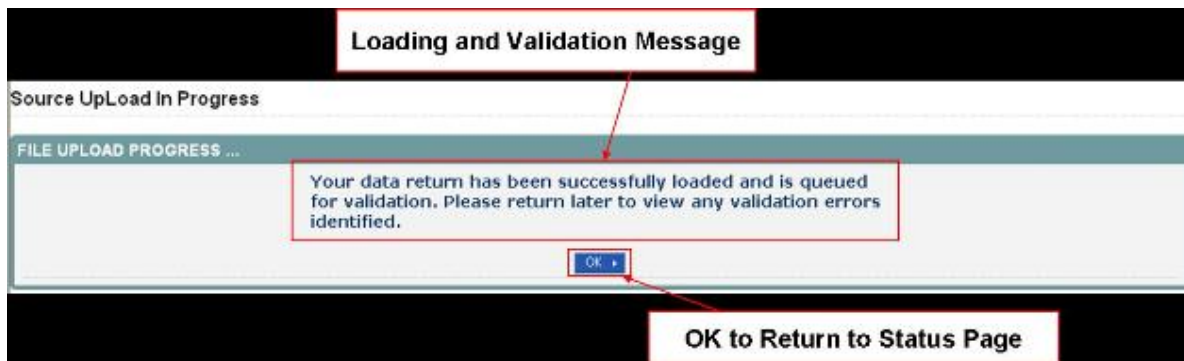 Loading and Validation Message
Source UpLoad In Progress
FILE UPLOAD PROGRESS ...
Your data return has been successfully loaded and is queued
for validation. Please return later to view any validation errors
identified.
OK
OK to Return to Status Page